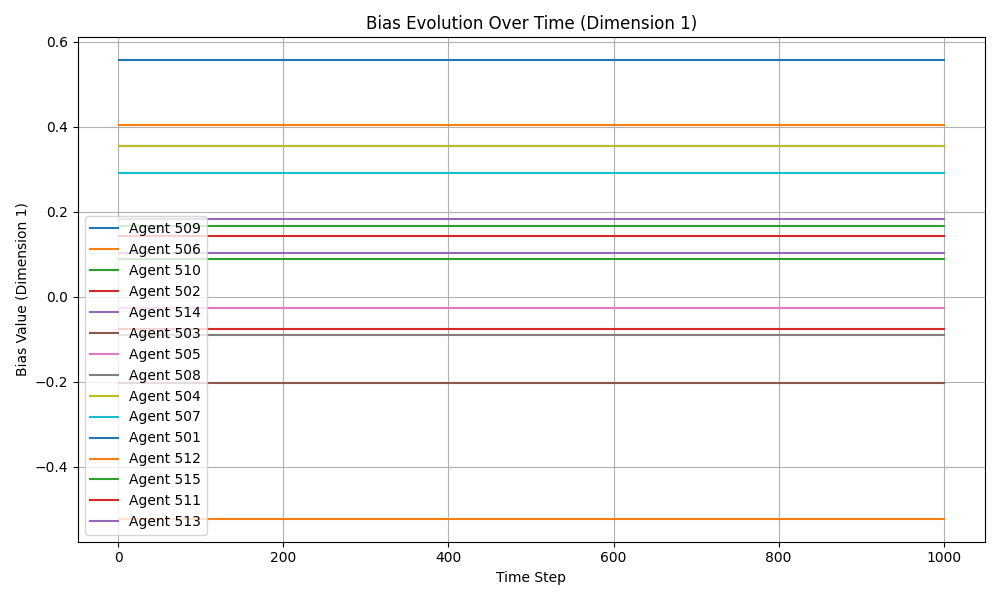 Bias Evolution Over Time (Dimension 1)
Bias Value (Dimension 1)
0.6
0.4
0.2
0.0
−0.2
−0.4
Agent 509
Agent 506
Agent 510
Agent 502
Agent 514
Agent 503
Agent 505
Agent 508
Agent 504
Agent 507
Agent 501
Agent 512
Agent 515
Agent 511
Agent 513
0 200 400 600 800 1000
Time Step